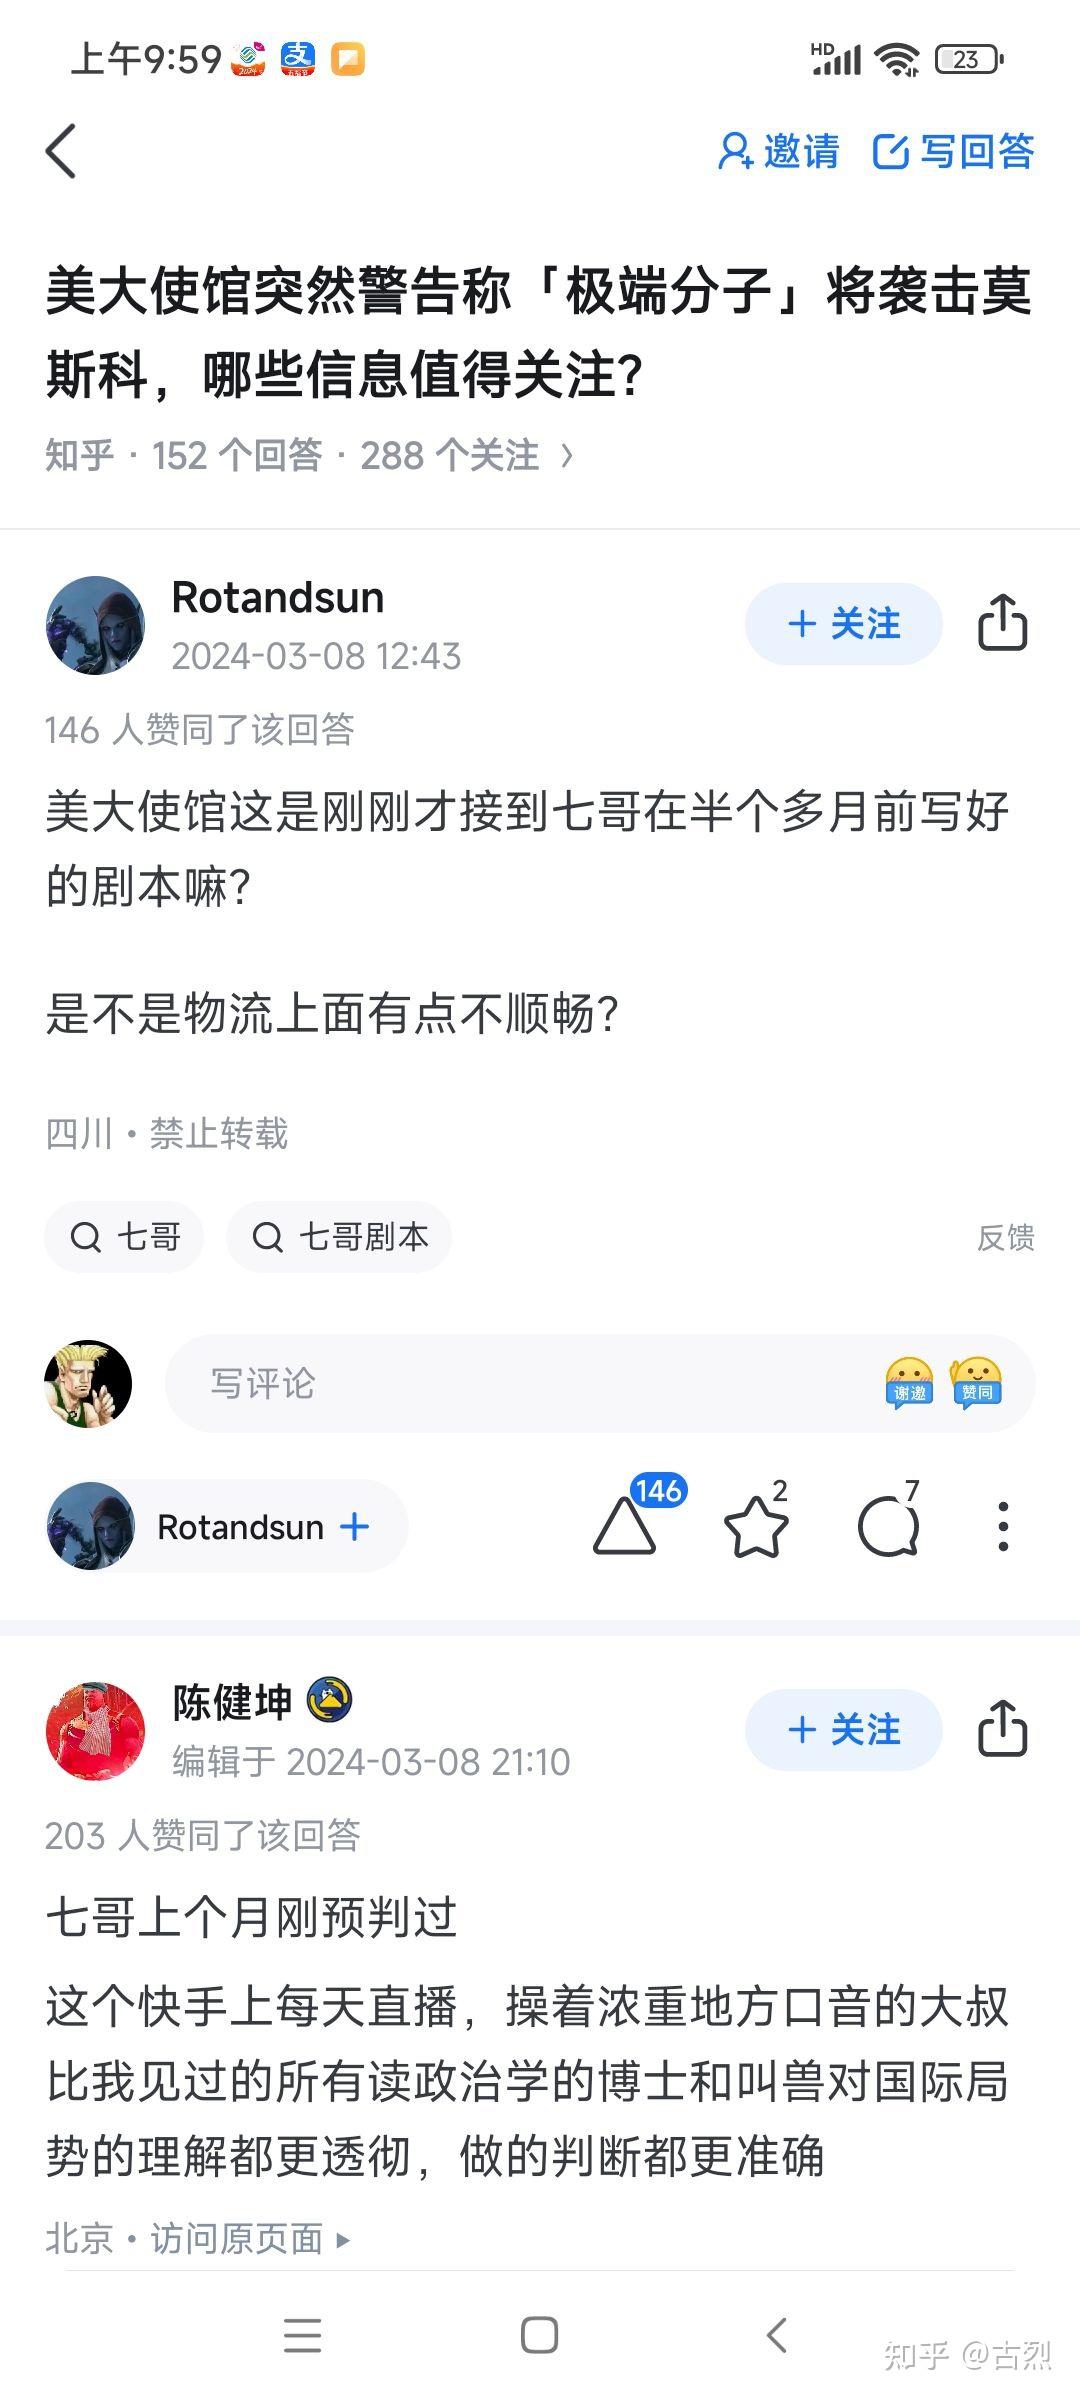 上午9:59
HD
23
邀请 写回答
美大使馆突然警告称「极端分子」将袭击莫
斯科，哪些信息值得关注？
知乎 · 152 个回答 · 288 个关注 >
Rotandsun
2024-03-08 12:43
+ 关注
146 人赞同了该回答
美大使馆这是刚刚才接到七哥在半个多月前写好
的剧本嘛？
是不是物流上面有点不顺畅？
四川 · 禁止转载
七哥
七哥剧本
反馈
写评论
谢邀
赞同
Rotandsun +
146
2
7
陈健坤
编辑于 2024-03-08 21:10
+ 关注
203 人赞同了该回答
七哥上个月刚预判过
这个快手上每天直播，操着浓重地方口音的大叔
比我见过的所有读政治学的博士和叫兽对国际局
势的理解都更透彻，做的判断都更准确
北京 · 访问原页面
知乎 @古烈